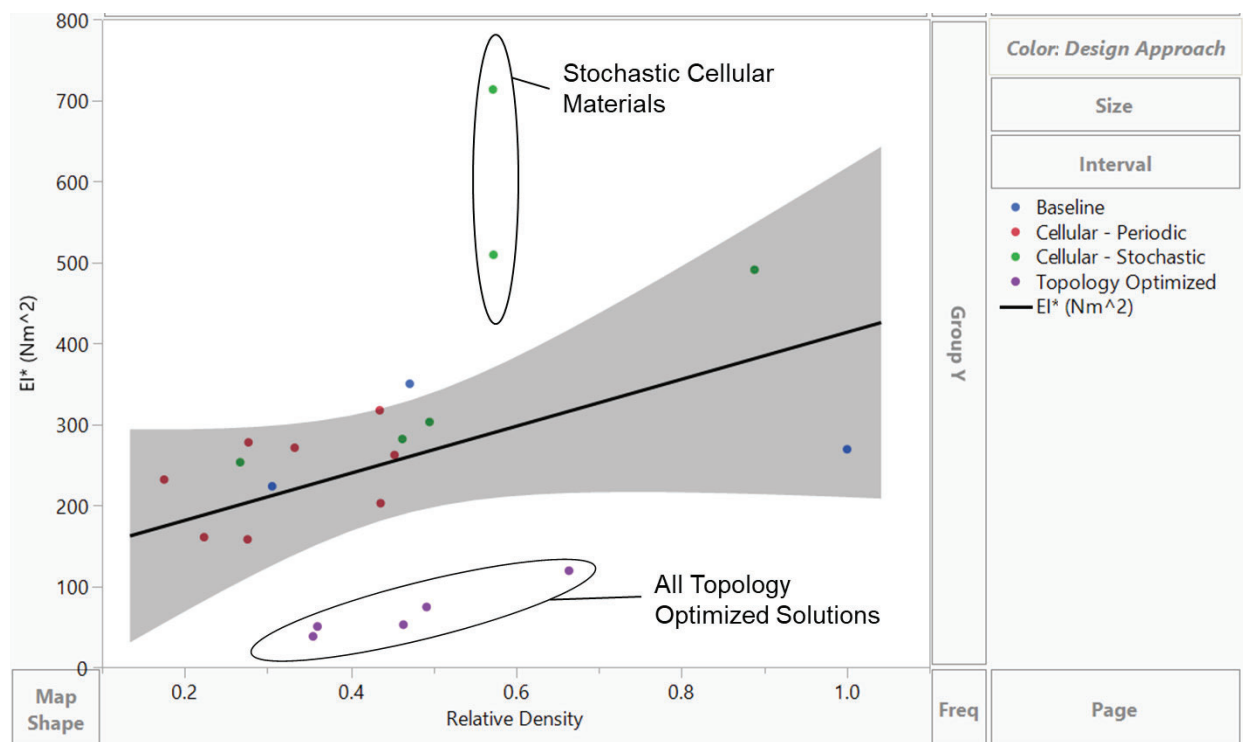 800
700
600
500
400
300
200
100
0
EI* (Nm^2)
Stochastic Cellular
Materials
All Topology
Optimized Solutions
0.2
0.4
0.6
0.8
1.0
Relative Density
Map
Shape
Group Y
Freq
Color: Design Approach
Size
Interval
Baseline
Cellular - Periodic
Cellular - Stochastic
Topology Optimized
EI* (Nm^2)
Page